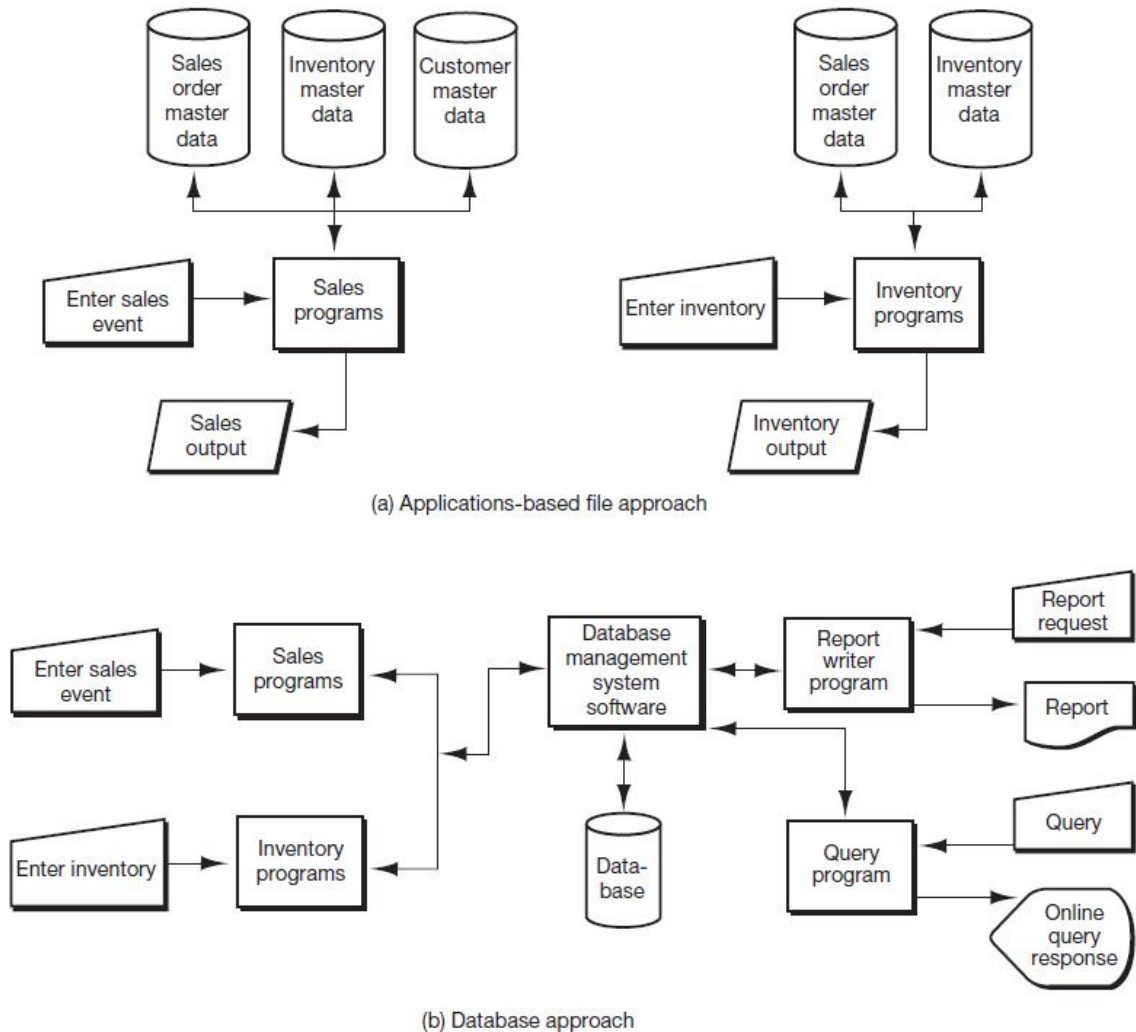 Sales
order
master
data
Inventory
master
data
Customer
master
data
Sales
order
master
data
Inventory
master
data
Enter sales
event
Sales
programs
Enter inventory
Inventory
programs
Sales
output
Inventory
output
(a) Applications-based file approach
Enter sales
event
Sales
programs
Database
management
system
software
Report
writer
program
Report
request
Report
Enter inventory
Inventory
programs
Data-
base
Query
program
Query
Online
query
response
(b) Database approach